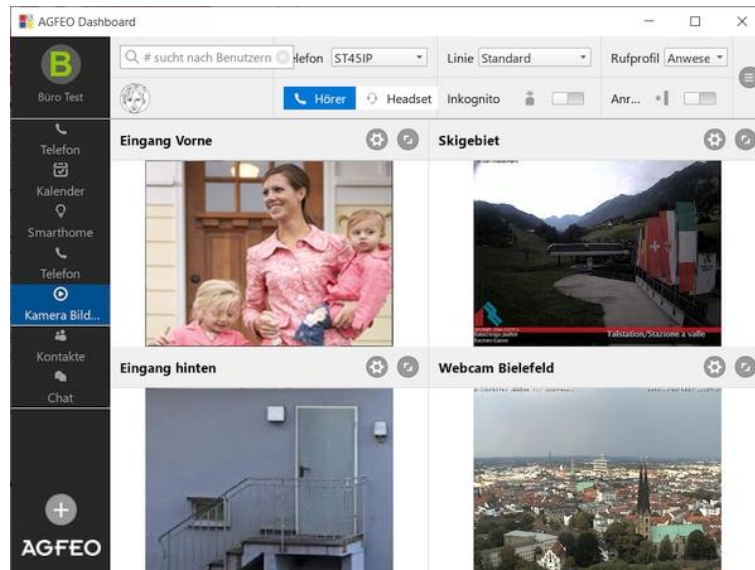 AGFEO Dashboard
B
Büro Test
# sucht nach Benutzern
elefon ST45IP
Linie Standard
Rufprofil Anwese
Hörer
Headset
Inkognito
Anr...
Telefon
Kalender
Smarthome
Telefon
Kamera Bild...
Kontakte
Chat
AGFEO
Eingang Vorne
Skigebiet
Talstation/Stazione a valle
Eingang hinten
Webcam Bielefeld